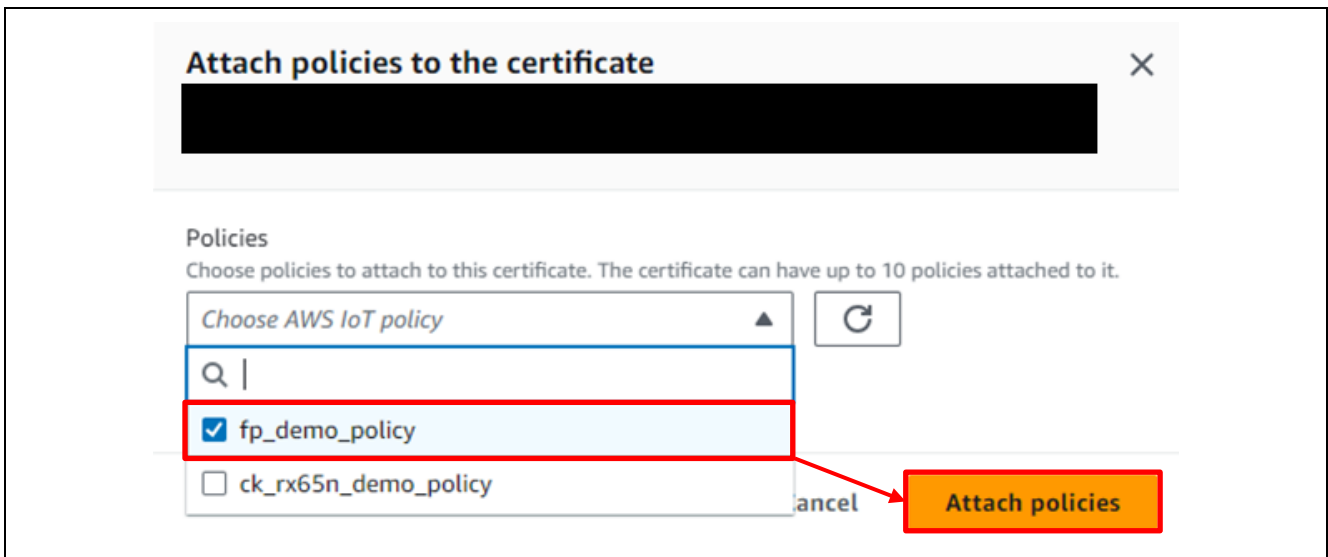 Attach policies to the certificate
Policies
Choose policies to attach to this certificate. The certificate can have up to 10 policies attached to it.
Choose AWS IoT policy
fp_demo_policy
ck_rx65n_demo_policy
ancel
Attach policies